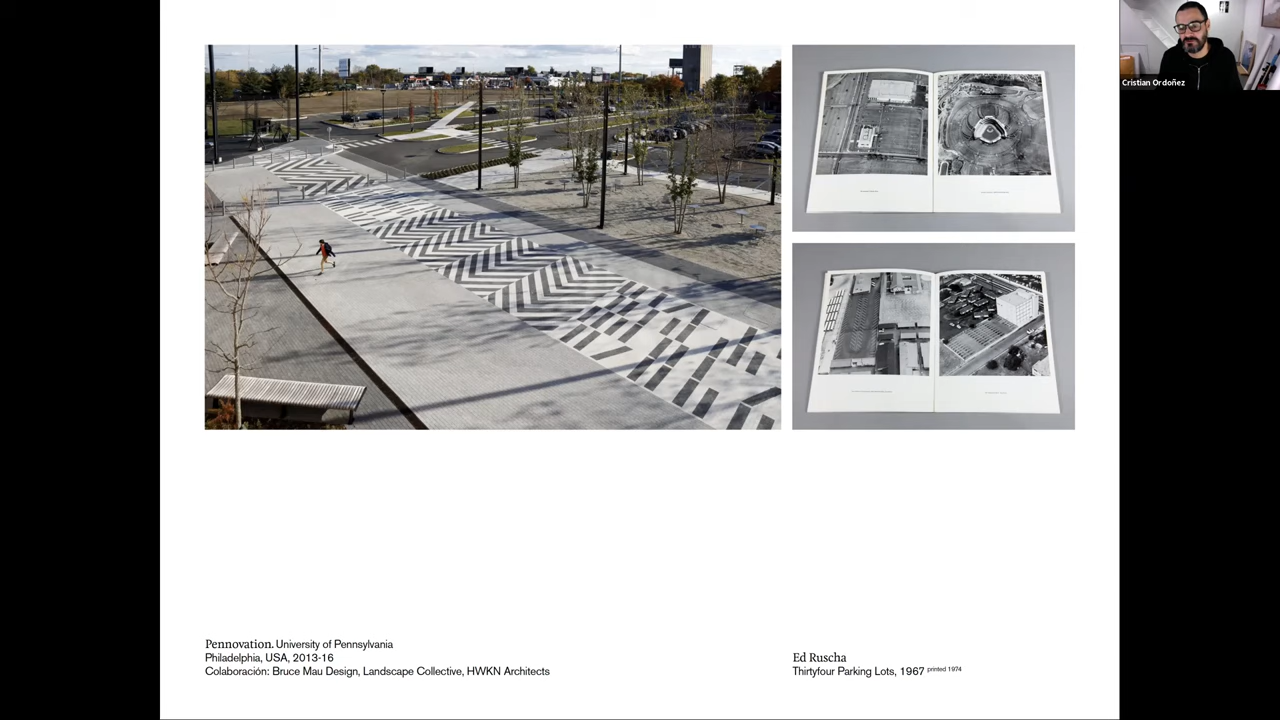 Cristian Ordoñez
Pennovation. University of Pennsylvania
Philadelphia, USA, 2013-16
Colaboración: Bruce Mau Design, Landscape Collective, HWKN Architects
Ed Ruscha
Thirtyfour Parking Lots, 1967 printed 1974